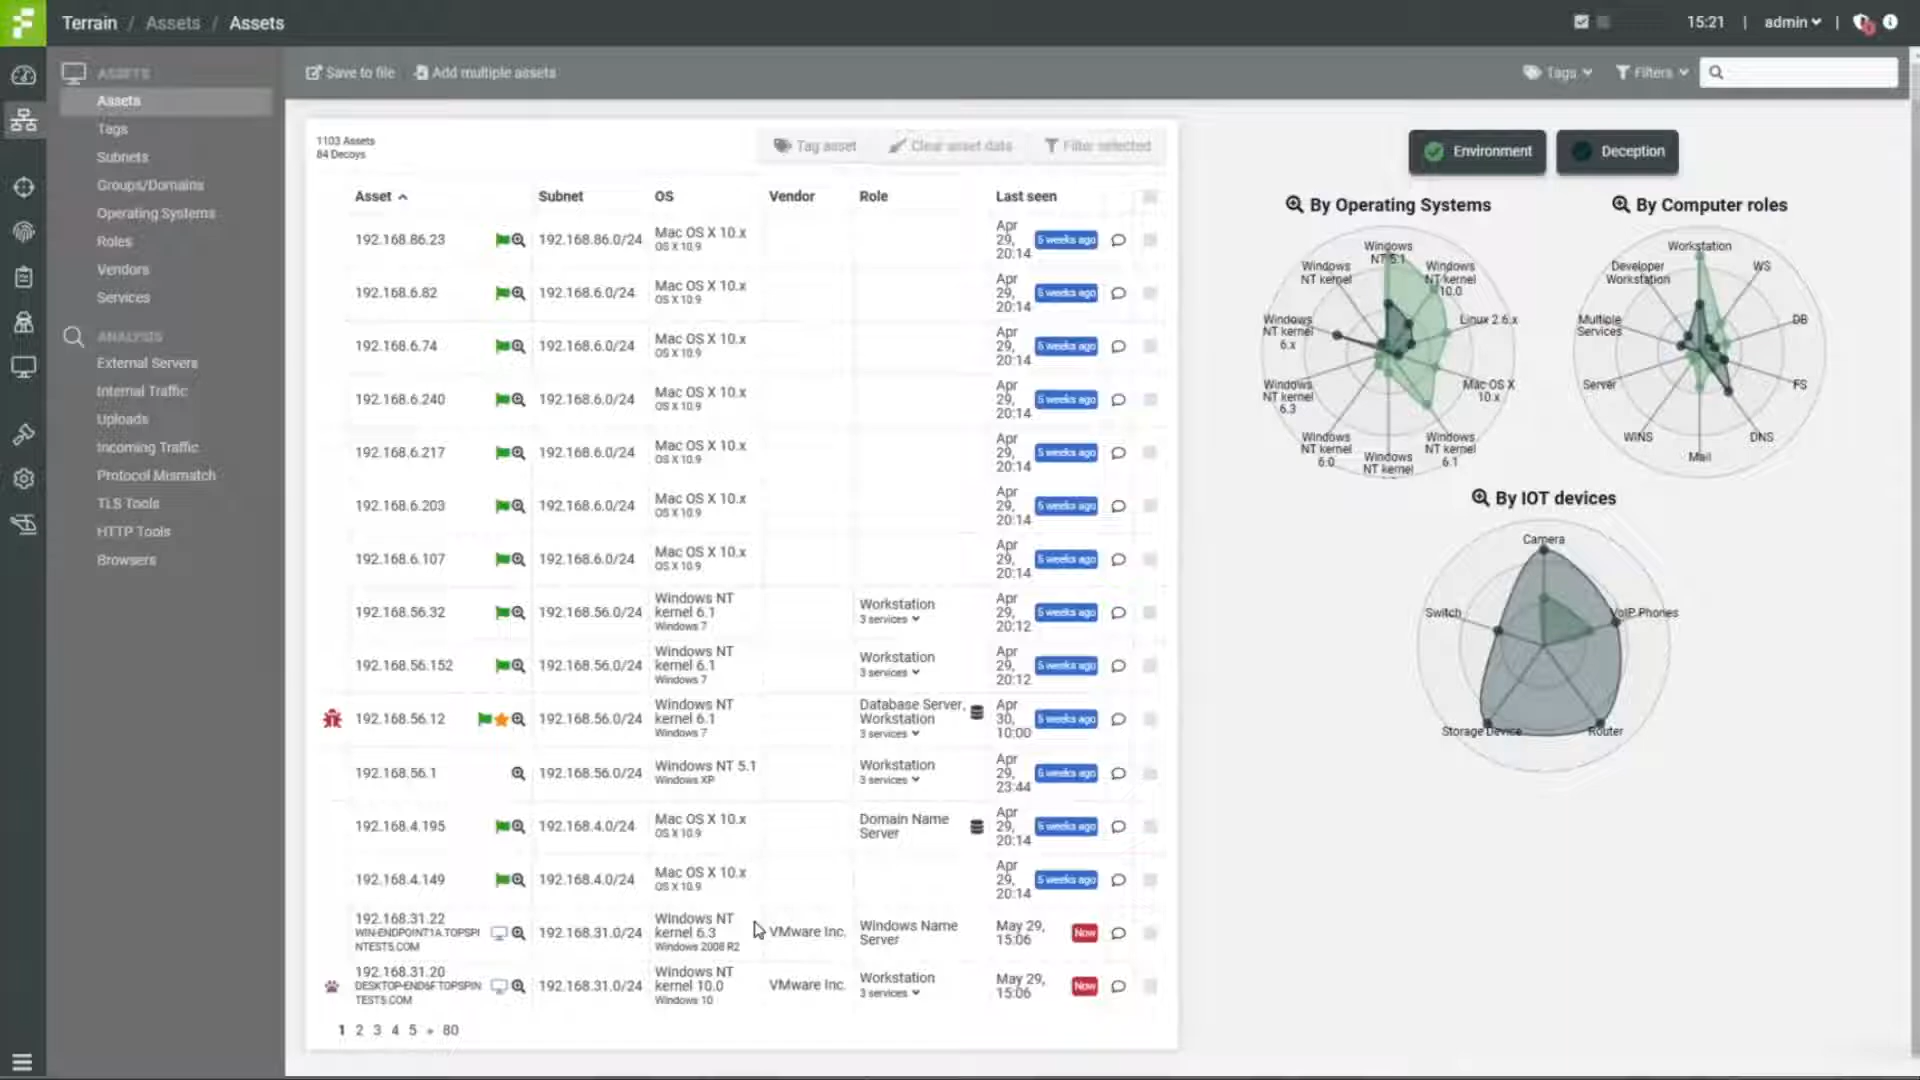 Terrain / Assets / Assets
15:21 | admin |
ASSETS
Assets
Tags
Subnets
Groups/Domains
Operating Systems
Roles
Vendors
Services
ANALYSIS
External Servers
Internal Traffic
Uploads
Incoming Traffic
Protocol Mismatch
TLS Tools
HTTP Tools
Browsers
Save to file Add multiple assets
Tags Filters
1103 Assets
84 Decoys
Tag asset Clear asset data Filter selected
Asset Subnet OS Vendor Role Last seen
192.168.86.23 192.168.86.0/24 Mac OS X 10.x OS X 10.9 Apr 29, 20:14 5 weeks ago
192.168.6.82 192.168.6.0/24 Mac OS X 10.x OS X 10.9 Apr 29, 20:14 5 weeks ago
192.168.6.74 192.168.6.0/24 Mac OS X 10.x OS X 10.9 Apr 29, 20:14 5 weeks ago
192.168.6.240 192.168.6.0/24 Mac OS X 10.x OS X 10.9 Apr 29, 20:14 5 weeks ago
192.168.6.217 192.168.6.0/24 Mac OS X 10.x OS X 10.9 Apr 29, 20:14 5 weeks ago
192.168.6.203 192.168.6.0/24 Mac OS X 10.x OS X 10.9 Apr 29, 20:14 5 weeks ago
192.168.6.107 192.168.6.0/24 Mac OS X 10.x OS X 10.9 Apr 29, 20:14 5 weeks ago
192.168.56.32 192.168.56.0/24 Windows NT kernel 6.1 Windows 7 Workstation 3 services Apr 29, 20:12 5 weeks ago
192.168.56.152 192.168.56.0/24 Windows NT kernel 6.1 Windows 7 Workstation 3 services Apr 29, 20:12 5 weeks ago
192.168.56.12 192.168.56.0/24 Windows NT kernel 6.1 Windows 7 Database Server, Workstation 3 services Apr 30, 10:00 5 weeks ago
192.168.56.1 192.168.56.0/24 Windows NT 5.1 Windows XP Workstation 3 services Apr 29, 23:44 5 weeks ago
192.168.4.195 192.168.4.0/24 Mac OS X 10.x OS X 10.9 Domain Name Server Apr 29, 20:14 5 weeks ago
192.168.4.149 192.168.4.0/24 Mac OS X 10.x OS X 10.9 Apr 29, 20:14 5 weeks ago
192.168.31.22 WIN-ENDPOINT1A.TOPSPINTEST5.COM 192.168.31.0/24 Windows NT kernel 6.3 Windows 2008 R2 VMware Inc. Windows Name Server May 29, 15:06 Now
192.168.31.20 192.168.31.0/24 Windows NT kernel 10.0 Windows 10 VMware Inc. Workstation 3 services May 29, 15:06 Now
1 2 3 4 5 » 80
Environment Deception
By Operating Systems
Windows NT 5.1
Windows NT kernel 10.0
Linux 2.6.x
Mac OS X 10.x
Windows NT kernel 6.1
Windows NT kernel
Windows NT kernel 6.0
Windows NT kernel 6.3
Windows NT kernel 6.x
Windows NT kernel
By Computer roles
Workstation
WS
DB
FS
DNS
Mail
WINS
Server
Multiple Services
Developer Workstation
By IOT devices
Camera
VoIP Phones
Router
Storage Device
Switch